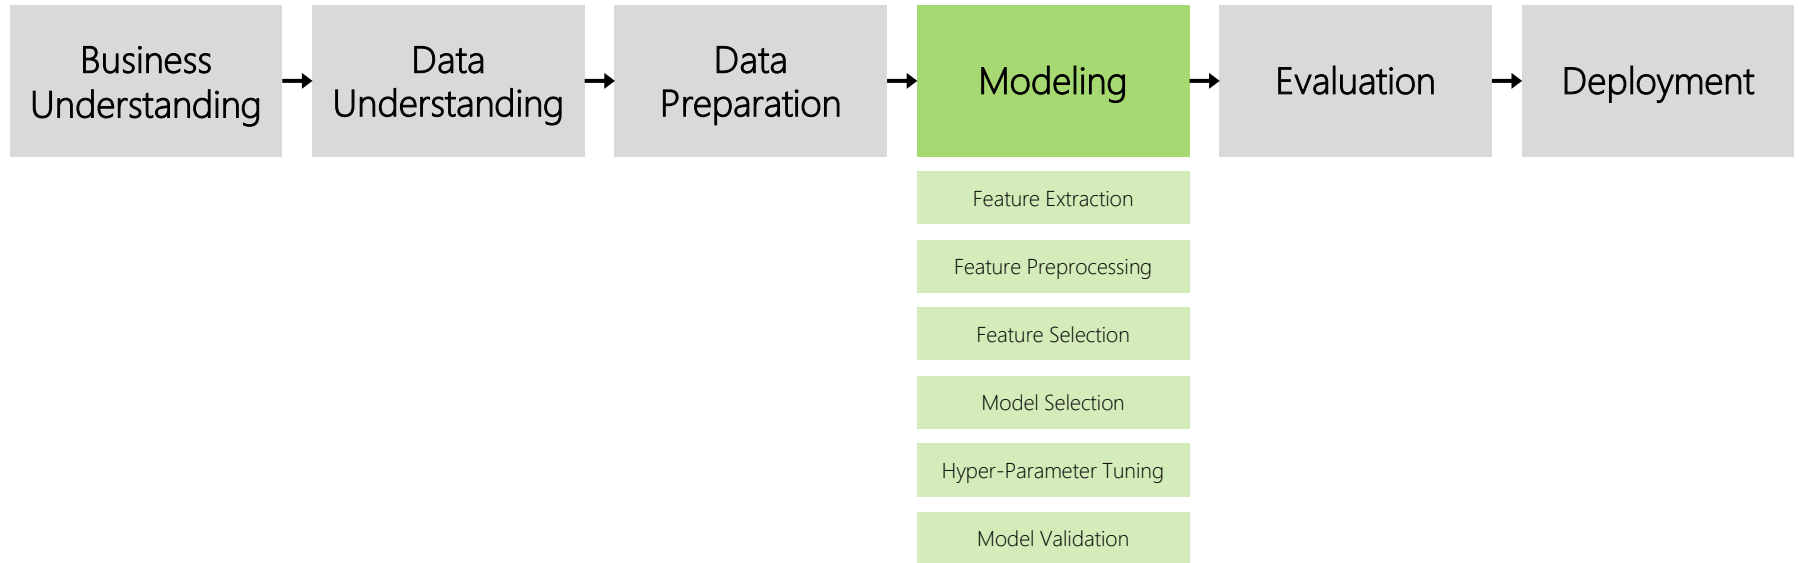 Business
Understanding
Data
Understanding
Data
Preparation
Modeling
Evaluation
Deployment
Feature Extraction
Feature Preprocessing
Feature Selection
Model Selection
Hyper-Parameter Tuning
Model Validation